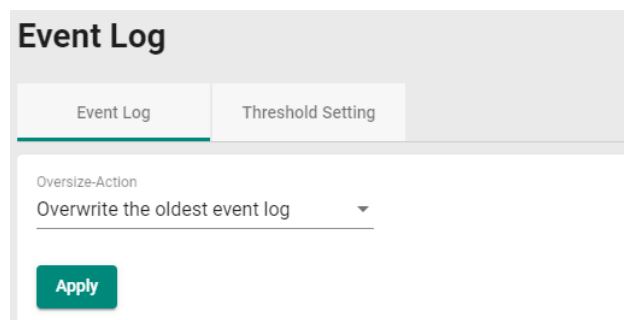 Event Log
Event Log
Threshold Setting
Oversize-Action
Overwrite the oldest event log
Apply